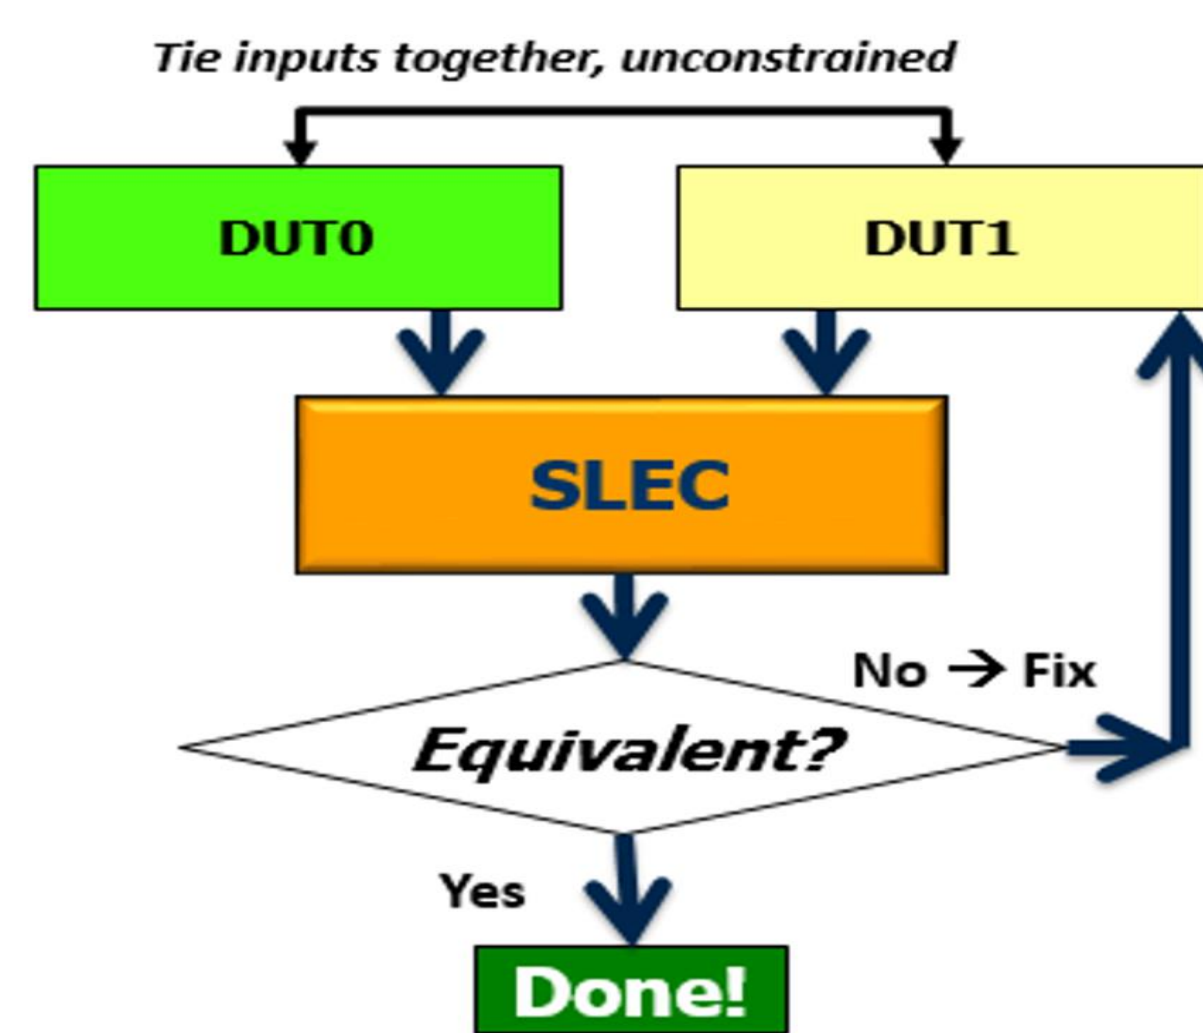 Tie inputs together, unconstrained
DUT0
DUT1
SLEC
No → Fix
Equivalent?
Yes
Done!